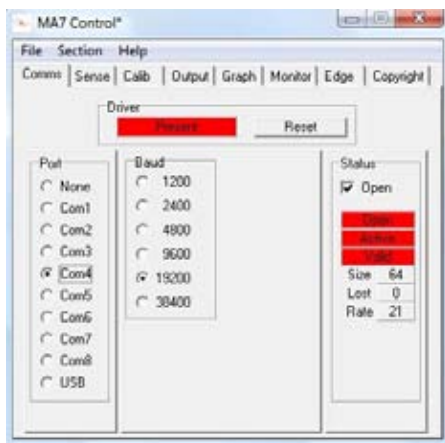 MA7 Control*
File Section Help
Comms Sense Calib Output Graph Monitor Edge Copyright
Driver
Present Reset
Port
None
Com1
Com2
Com3
Com4
Com5
Com6
Com7
Com8
USB
Baud
1200
2400
4800
9600
19200
38400
Status
Open
Open
Active
Valid
Size 64
Lost 0
Rate 21